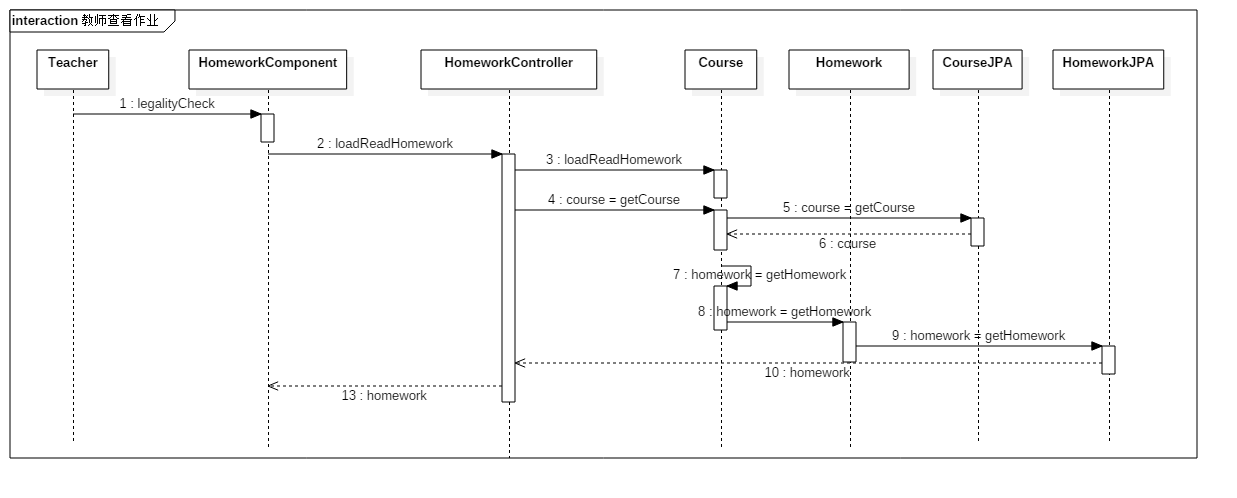 interaction 教师查看作业
Teacher
HomeworkComponent
HomeworkController
Course
Homework
CourseJPA
HomeworkJPA
1 : legalityCheck
2 : loadReadHomework
3 : loadReadHomework
4 : course = getCourse
5 : course = getCourse
6 : course
7 : homework = getHomework
8 : homework = getHomework
9 : homework = getHomework
10 : homework
13 : homework